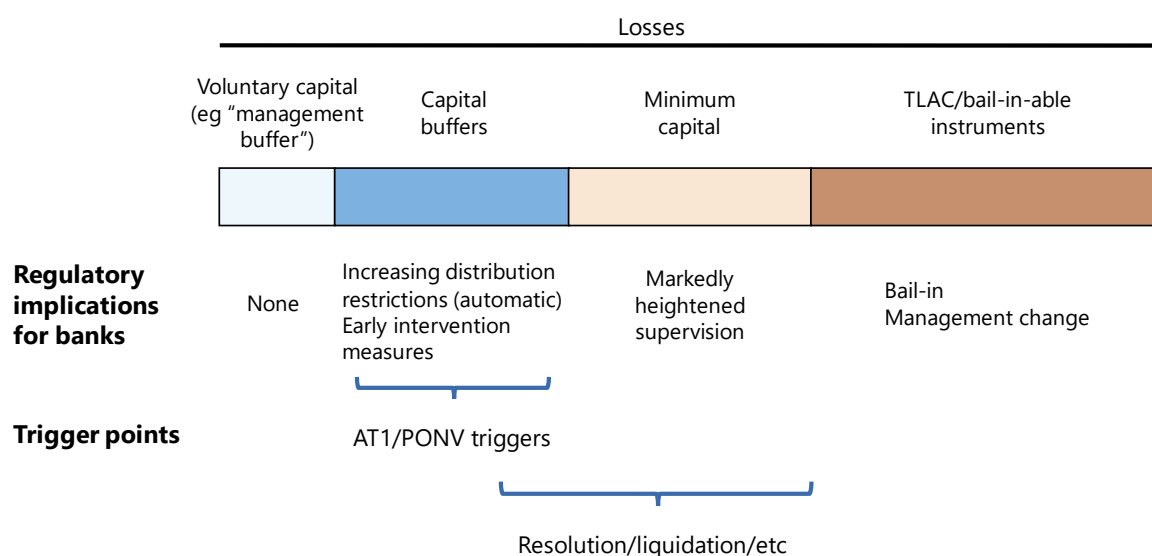 Losses
Voluntary capital
(eg “management
buffer”)
Capital
buffers
Minimum
capital
TLAC/bail-in-able
instruments
Regulatory
implications
for banks
None
Increasing distribution
restrictions (automatic)
Early intervention
measures
Markedly
heightened
supervision
Bail-in
Management change
Trigger points
AT1/PONV triggers
Resolution/liquidation/etc